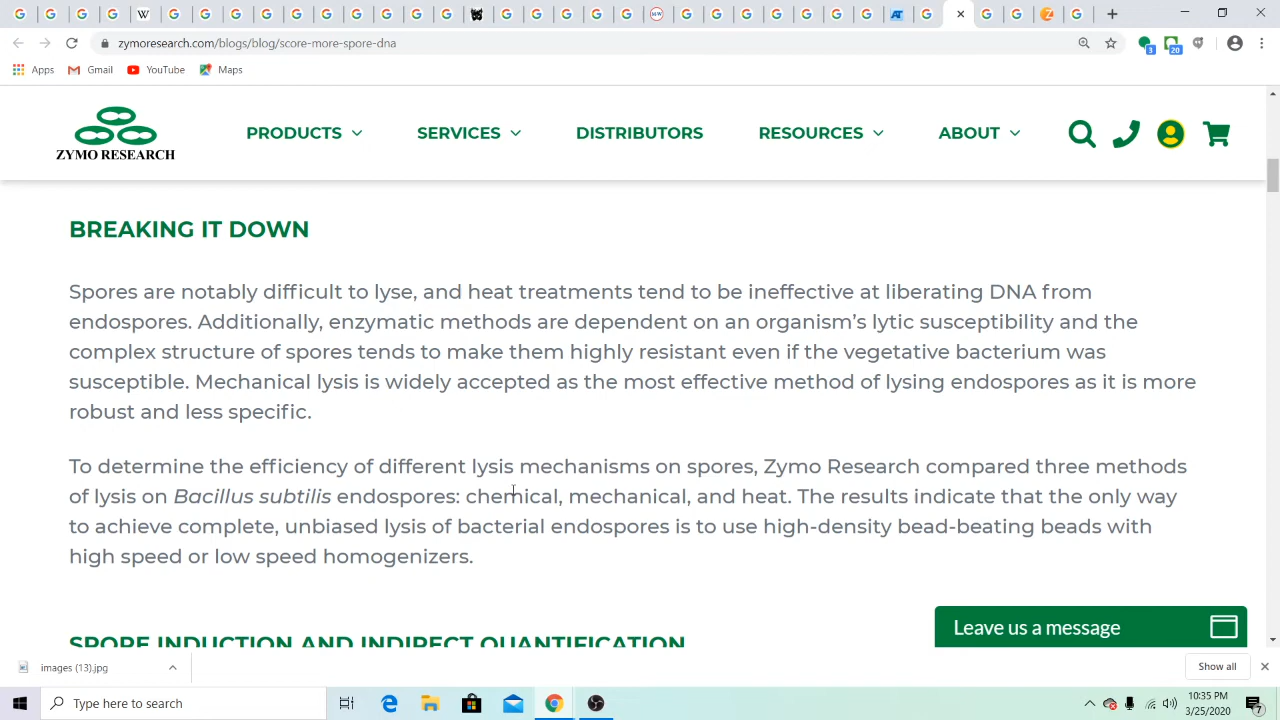 zymoresearch.com/blogs/blog/score-more-spore-dna
3
20
Apps
Gmail
YouTube
Maps
ZYMO RESEARCH
PRODUCTS
SERVICES
DISTRIBUTORS
RESOURCES
ABOUT
BREAKING IT DOWN
Spores are notably difficult to lyse, and heat treatments tend to be ineffective at liberating DNA from
endospores. Additionally, enzymatic methods are dependent on an organism’s lytic susceptibility and the
complex structure of spores tends to make them highly resistant even if the vegetative bacterium was
susceptible. Mechanical lysis is widely accepted as the most effective method of lysing endospores as it is more
robust and less specific.
To determine the efficiency of different lysis mechanisms on spores, Zymo Research compared three methods
of lysis on Bacillus subtilis endospores: chemical, mechanical, and heat. The results indicate that the only way
to achieve complete, unbiased lysis of bacterial endospores is to use high-density bead-beating beads with
high speed or low speed homogenizers.
SPORE INDUCTION AND INDIRECT QUANTIFICATION
Leave us a message
images (13).jpg
Show all
Type here to search
10:35 PM
3/25/2020
7